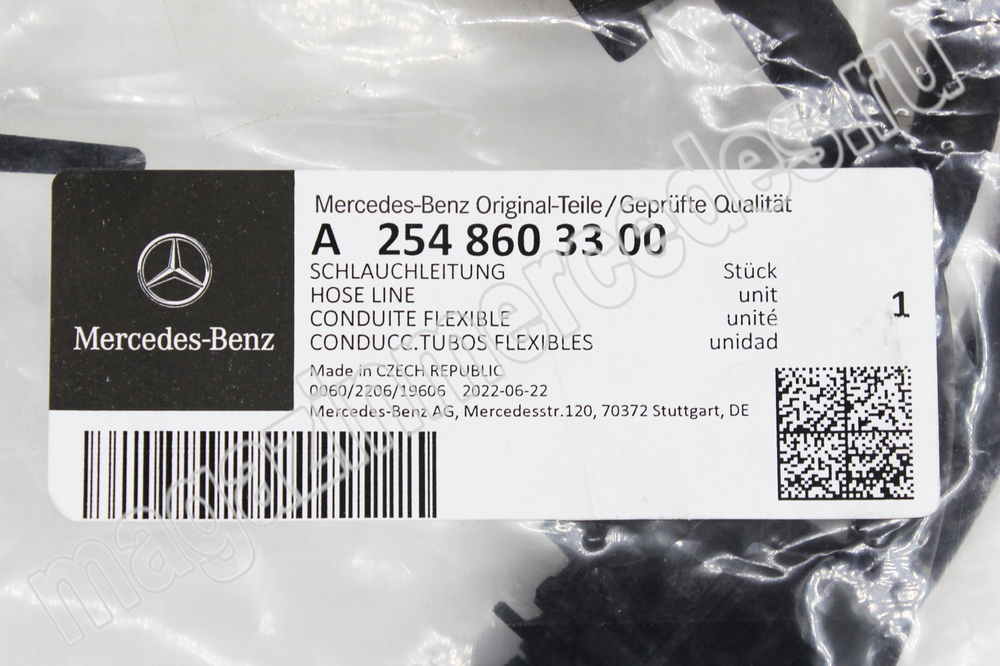 Mercedes-Benz Original-Teile/Geprüfte Qualität
A 254 860 33 00
SCHLAUCHLEITUNG Stück
HOSE LINE unit
CONDUITE FLEXIBLE unité
CONDUCC.TUBOS FLEXIBLES unidad
1
Made in CZECH REPUBLIC
0060/2206/19606 2022-06-22
Mercedes-Benz AG, Mercedesstr.120, 70372 Stuttgart, DE
Mercedes-Benz
magazinmercedes.ru